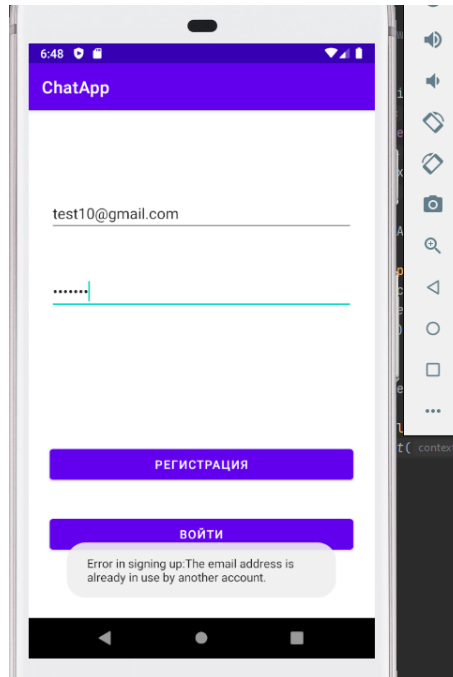 6:48
ChatApp
test10@gmail.com
•••••••
РЕГИСТРАЦИЯ
ВОЙТИ
Error in signing up:The email address is
already in use by another account.
t( contex